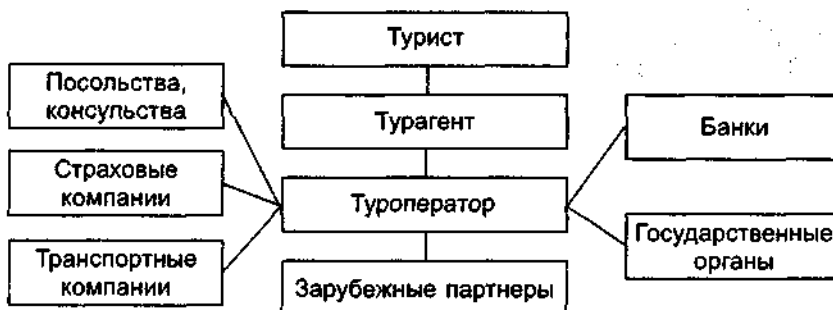 Турист
Посольства,
консульства
Турагент
Банки
Страховые
компании
Туроператор
Государственные
органы
Транспортные
компании
Зарубежные партнеры